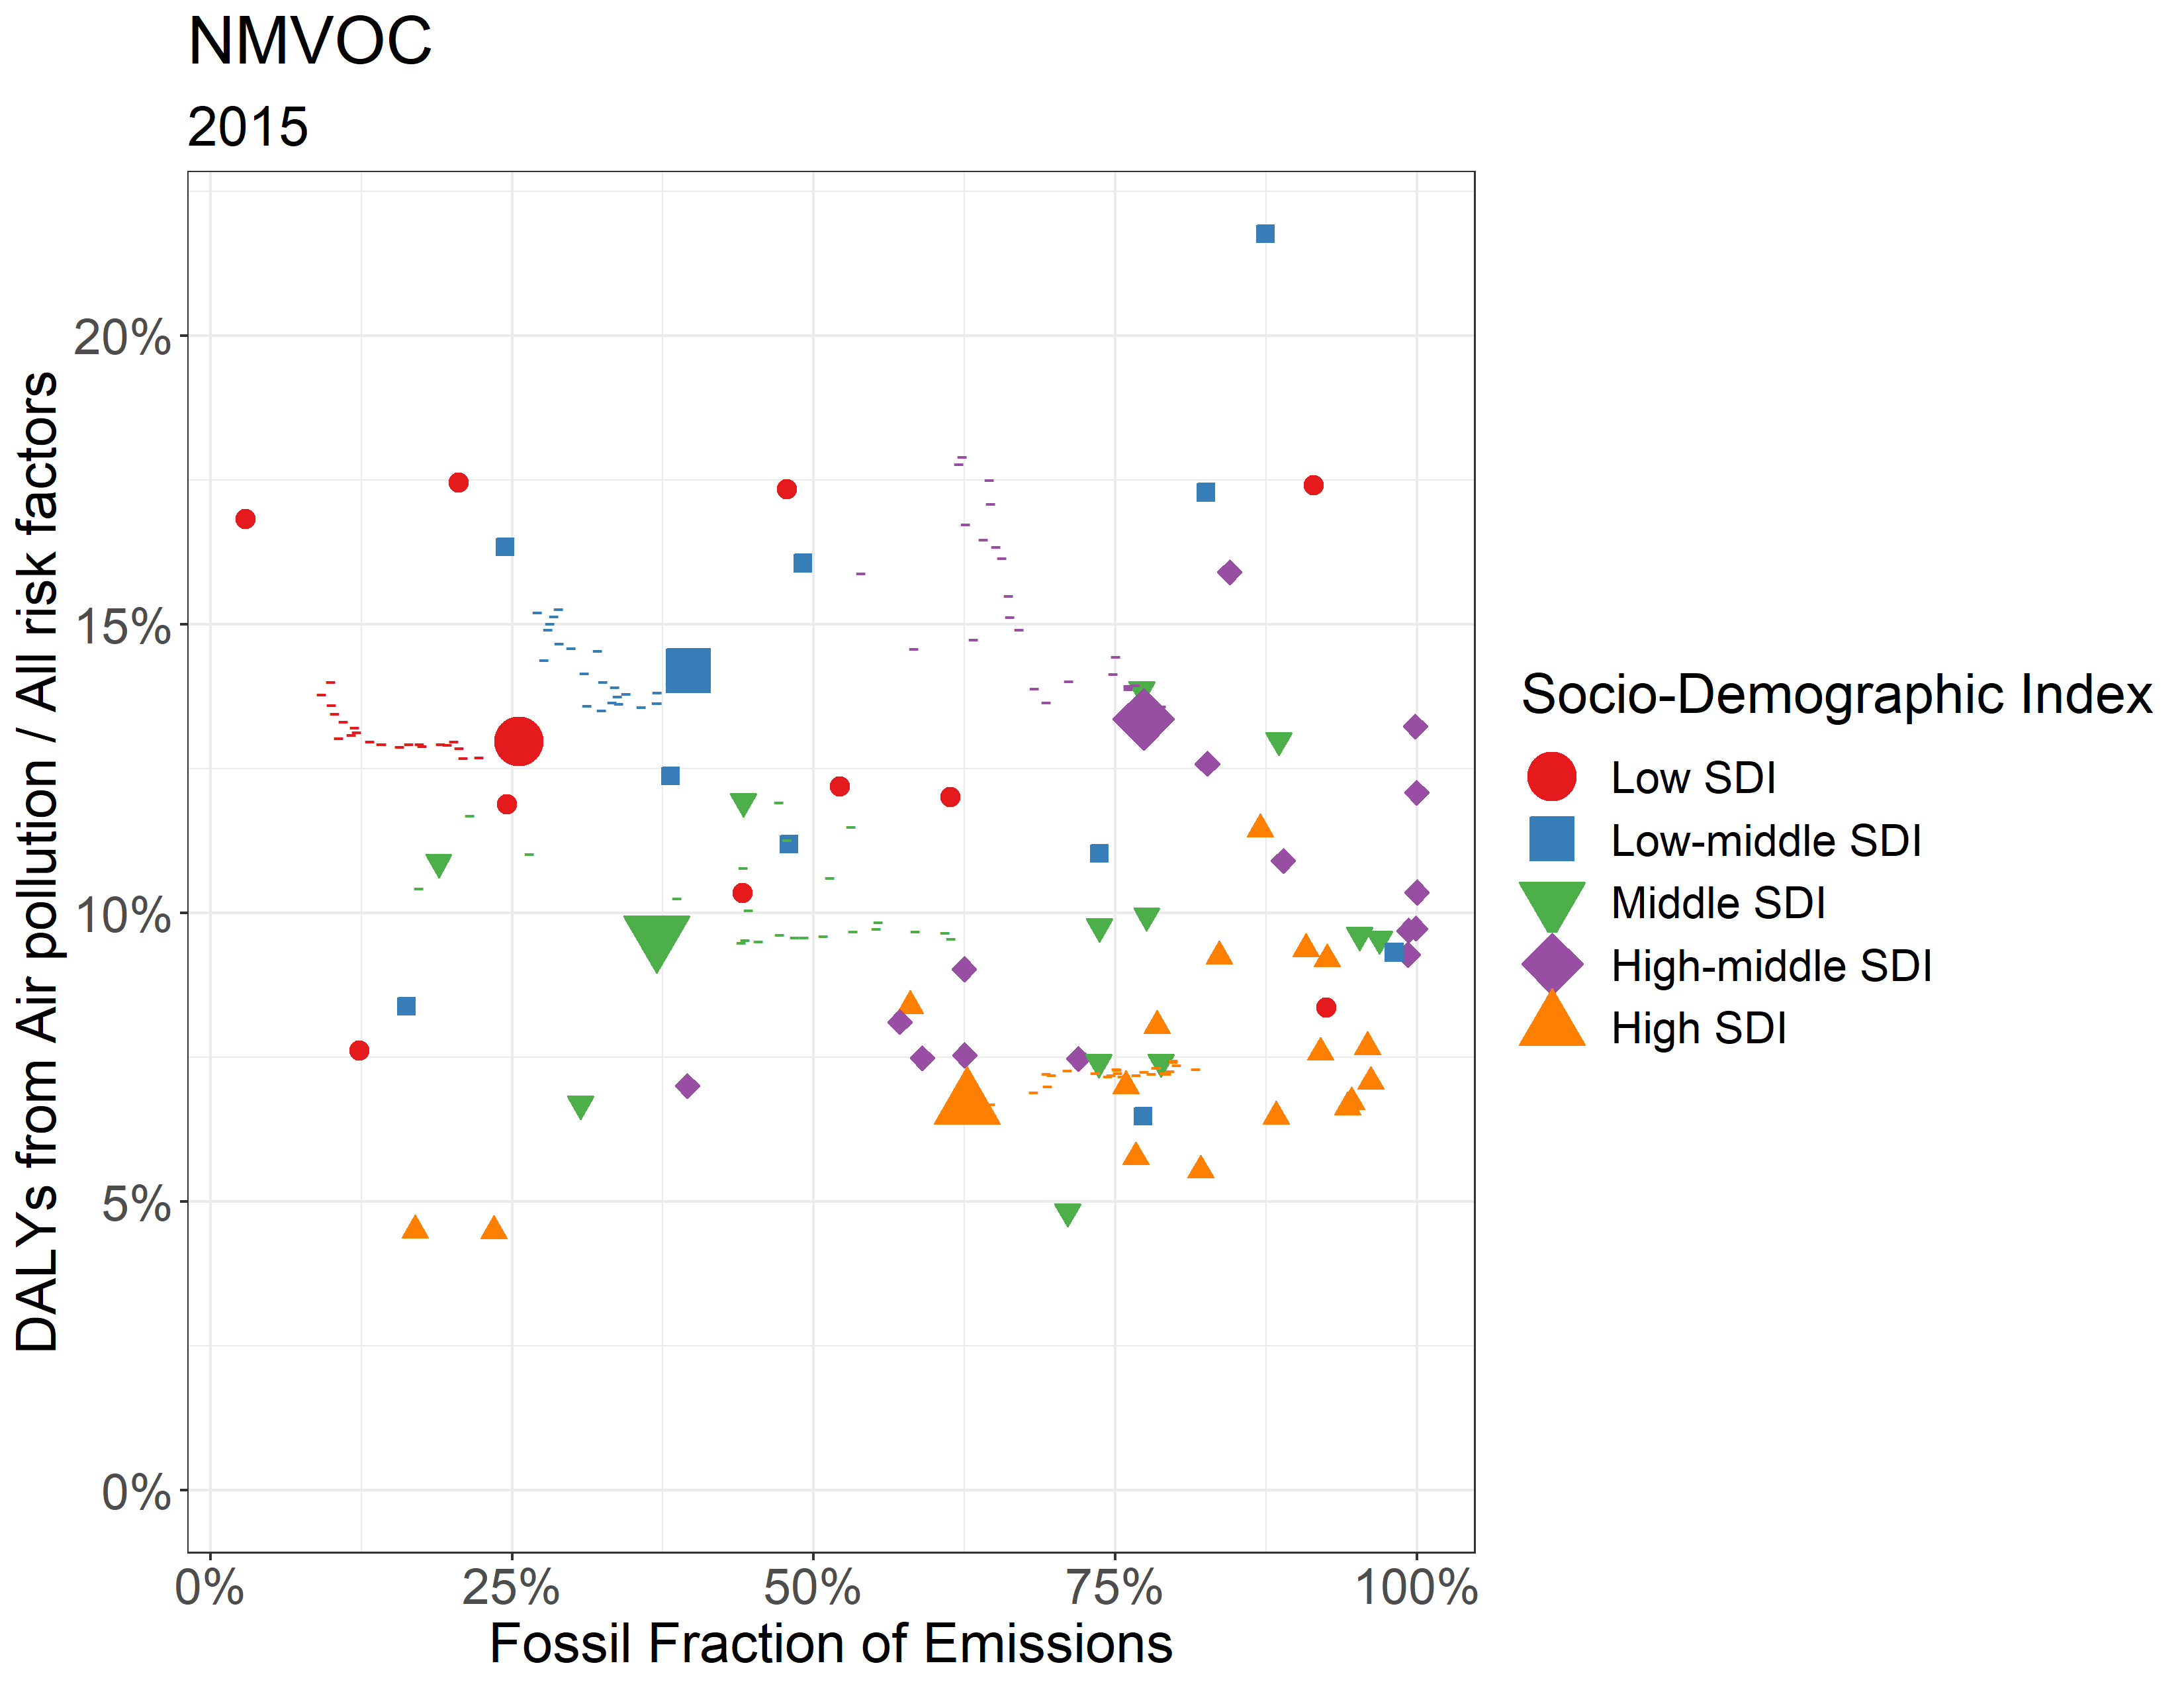 NMVOC
2015
DALYs from Air pollution / All risk factors
20%
15%
10%
5%
0%
0%
25%
50%
75%
100%
Fossil Fraction of Emissions
Socio-Demographic Index
Low SDI
Low-middle SDI
Middle SDI
High-middle SDI
High SDI